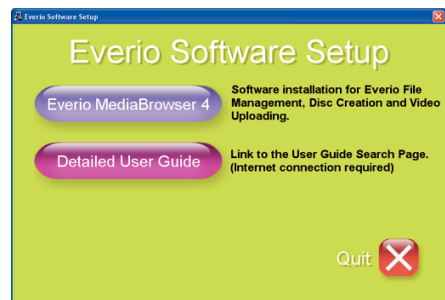 Everio Software Setup
Everio Software Setup
Everio MediaBrowser 4
Software installation for Everio File
Management, Disc Creation and Video
Uploading.
Detailed User Guide
Link to the User Guide Search Page.
(Internet connection required)
Quit